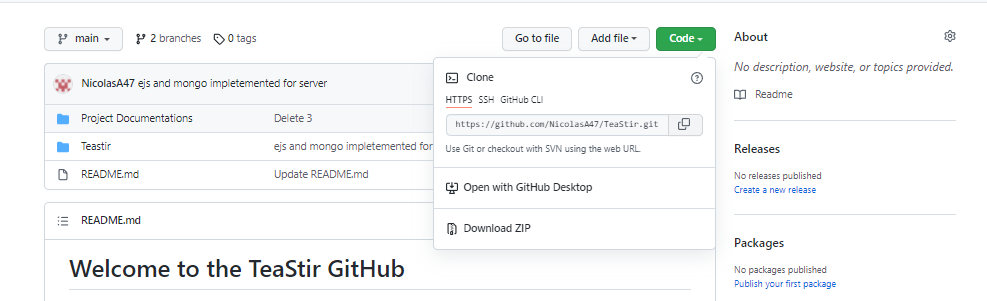 main
2 branches
0 tags
Go to file
Add file
Code
NicolasA47 ejs and mongo impletemented for server
Project Documentations
Delete 3
Teastir
ejs and mongo impletemented for
README.md
Update README.md
Clone
HTTPS SSH GitHub CLI
https://github.com/NicolasA47/TeaStir.git
Use Git or checkout with SVN using the web URL.
Open with GitHub Desktop
Download ZIP
README.md
Welcome to the TeaStir GitHub
About
No description, website, or topics provided.
Readme
Releases
No releases published
Create a new release
Packages
No packages published
Publish your first package